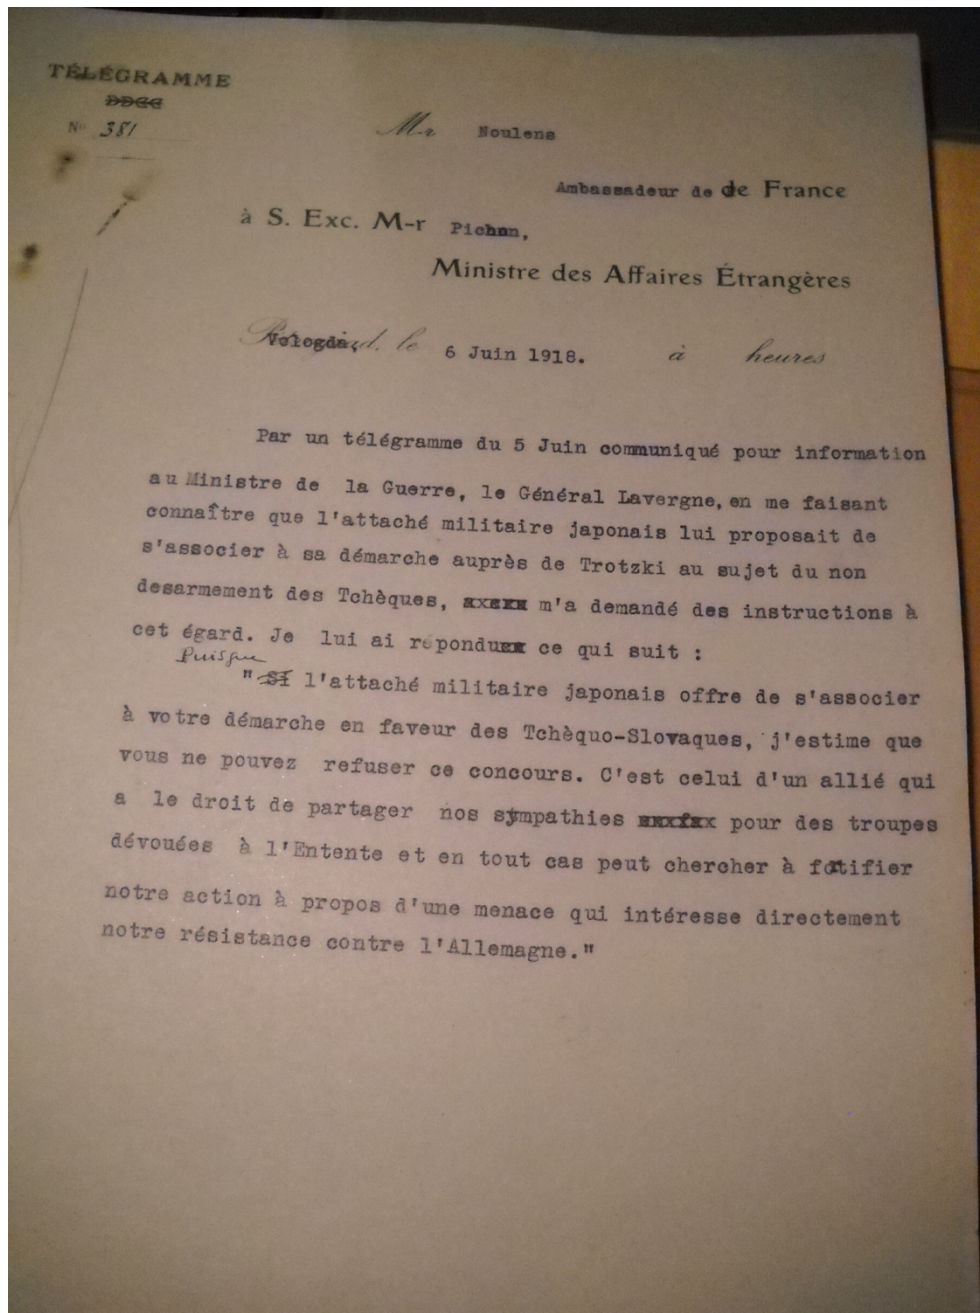 TÉLÉGRAMME
No 381
Mr Noulens
Ambassadeur de de France
à S. Exc. M-r Pichon,
Ministre des Affaires Étrangères
Vologda, le 6 Juin 1918. à heures
Par un télégramme du 5 Juin communiqué pour information
au Ministre de la Guerre, le Général Lavergne, en me faisant
connaître que l'attaché militaire japonais lui proposait de
s'associer à sa démarche auprès de Trotzki au sujet du non
desarmement des Tchèques, m'a demandé des instructions à
cet égard. Je lui ai répondu ce qui suit :
Puisque
" Si l'attaché militaire japonais offre de s'associer
à votre démarche en faveur des Tchèquo-Slovaques, j'estime que
vous ne pouvez refuser ce concours. C'est celui d'un allié qui
a le droit de partager nos sympathies pour des troupes
dévouées à l'Entente et en tout cas peut chercher à fotifier
notre action à propos d'une menace qui intéresse directement
notre résistance contre l'Allemagne."